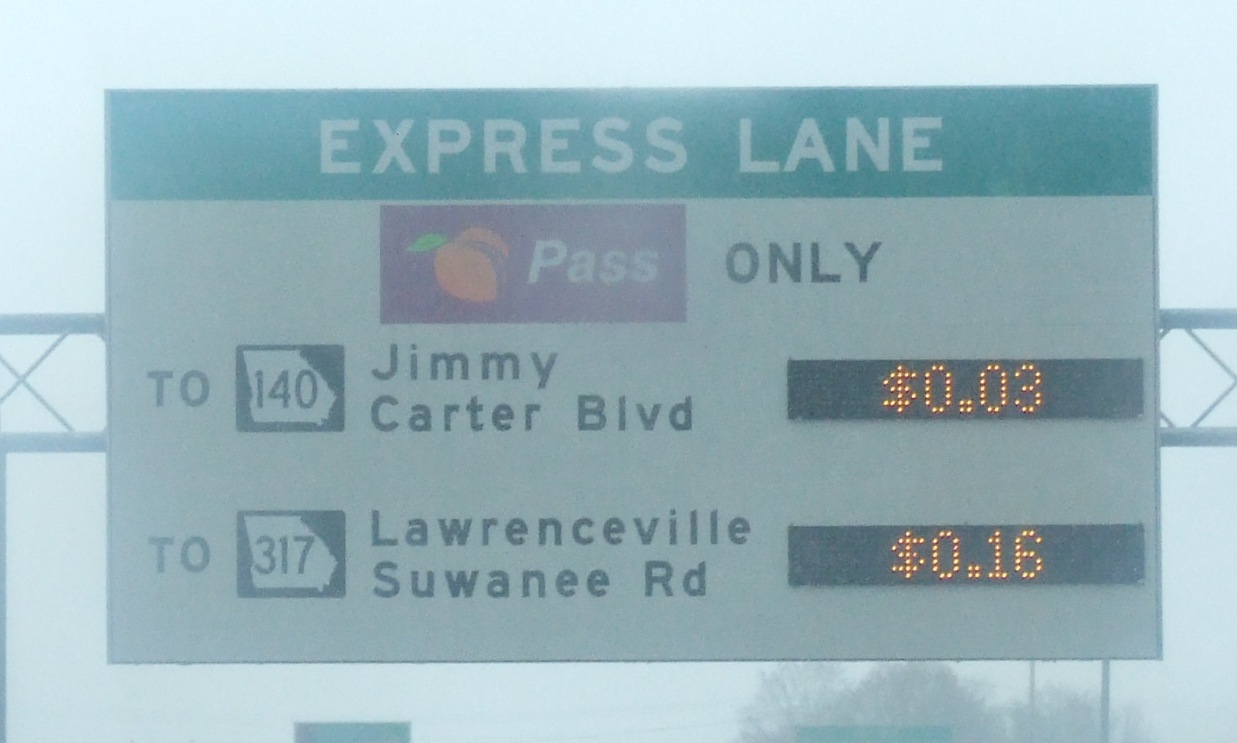 EXPRESS LANE
Pass ONLY
TO 140 Jimmy
Carter Blvd $0.03
TO 317 Lawrenceville
Suwanee Rd $0.16